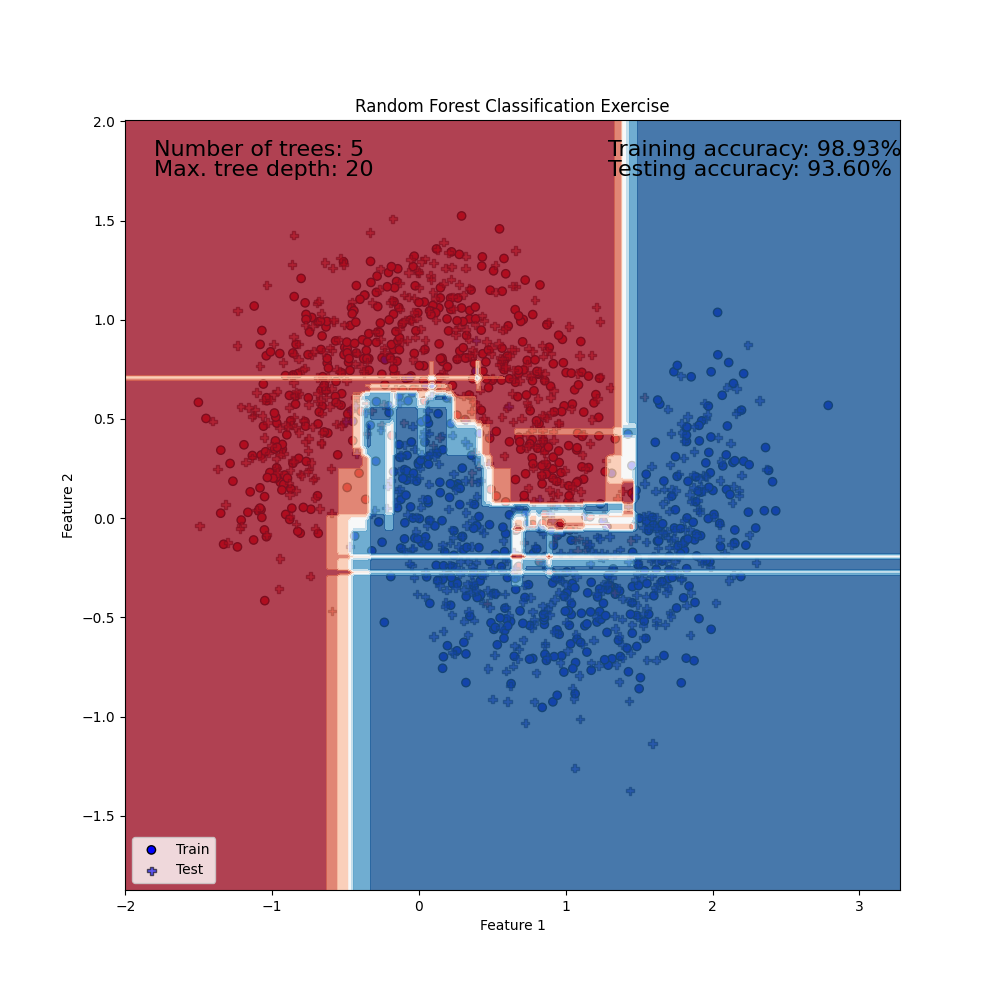 Random Forest Classification Exercise
Number of trees: 5
Max. tree depth: 20
Training accuracy: 98.93%
Testing accuracy: 93.60%
2.0
1.5
1.0
0.5
0.0
−0.5
−1.0
−1.5
Feature 2
Train
Test
−2
−1
0
1
2
3
Feature 1